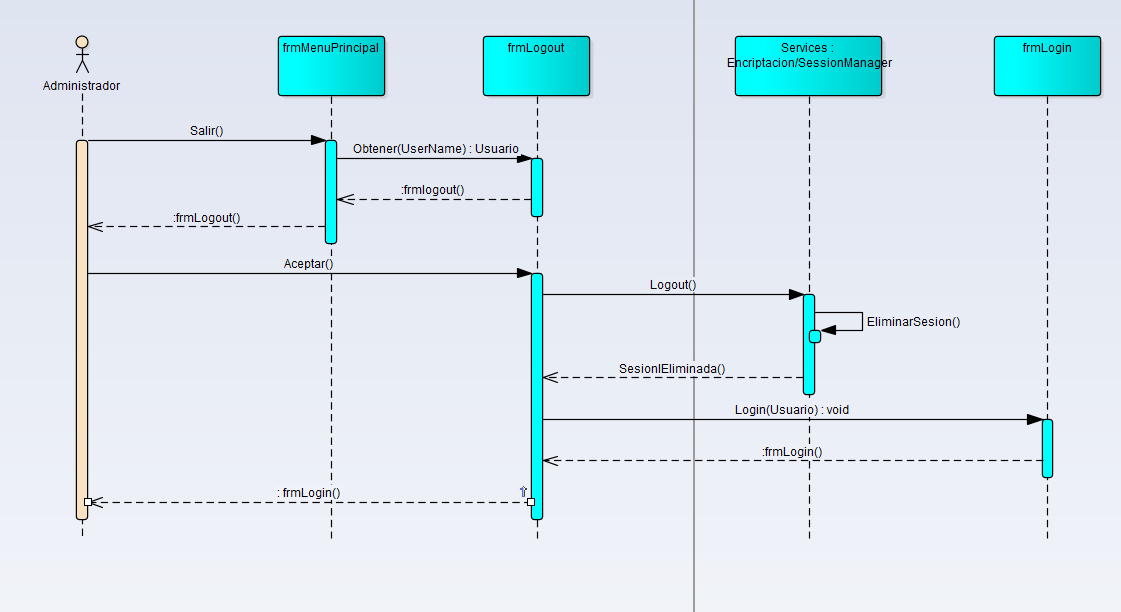 Administrador
frmMenuPrincipal
frmLogout
Services :
Encriptacion/SessionManager
frmLogin
Salir()
Obtener(UserName) : Usuario
:frmlogout()
:frmLogout()
Aceptar()
Logout()
EliminarSesion()
SesionlEliminada()
Login(Usuario) : void
:frmLogin()
: frmLogin()